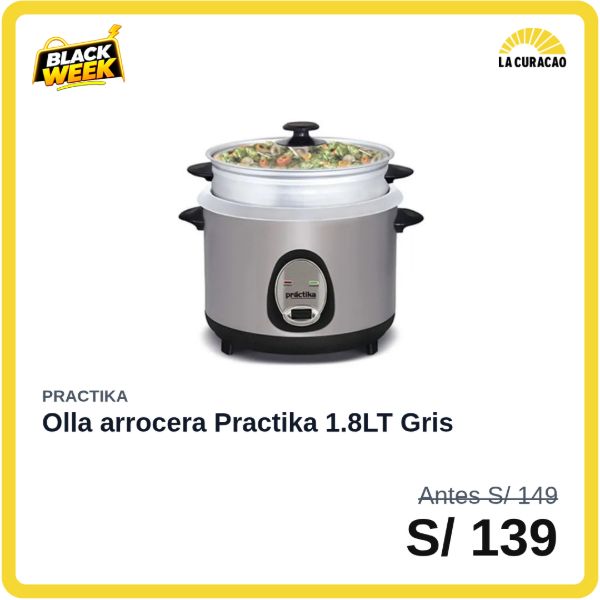 BLACK
WEEK
LA CURACAO
práctika
PRACTIKA
Olla arrocera Practika 1.8LT Gris
Antes S/ 149
S/ 139